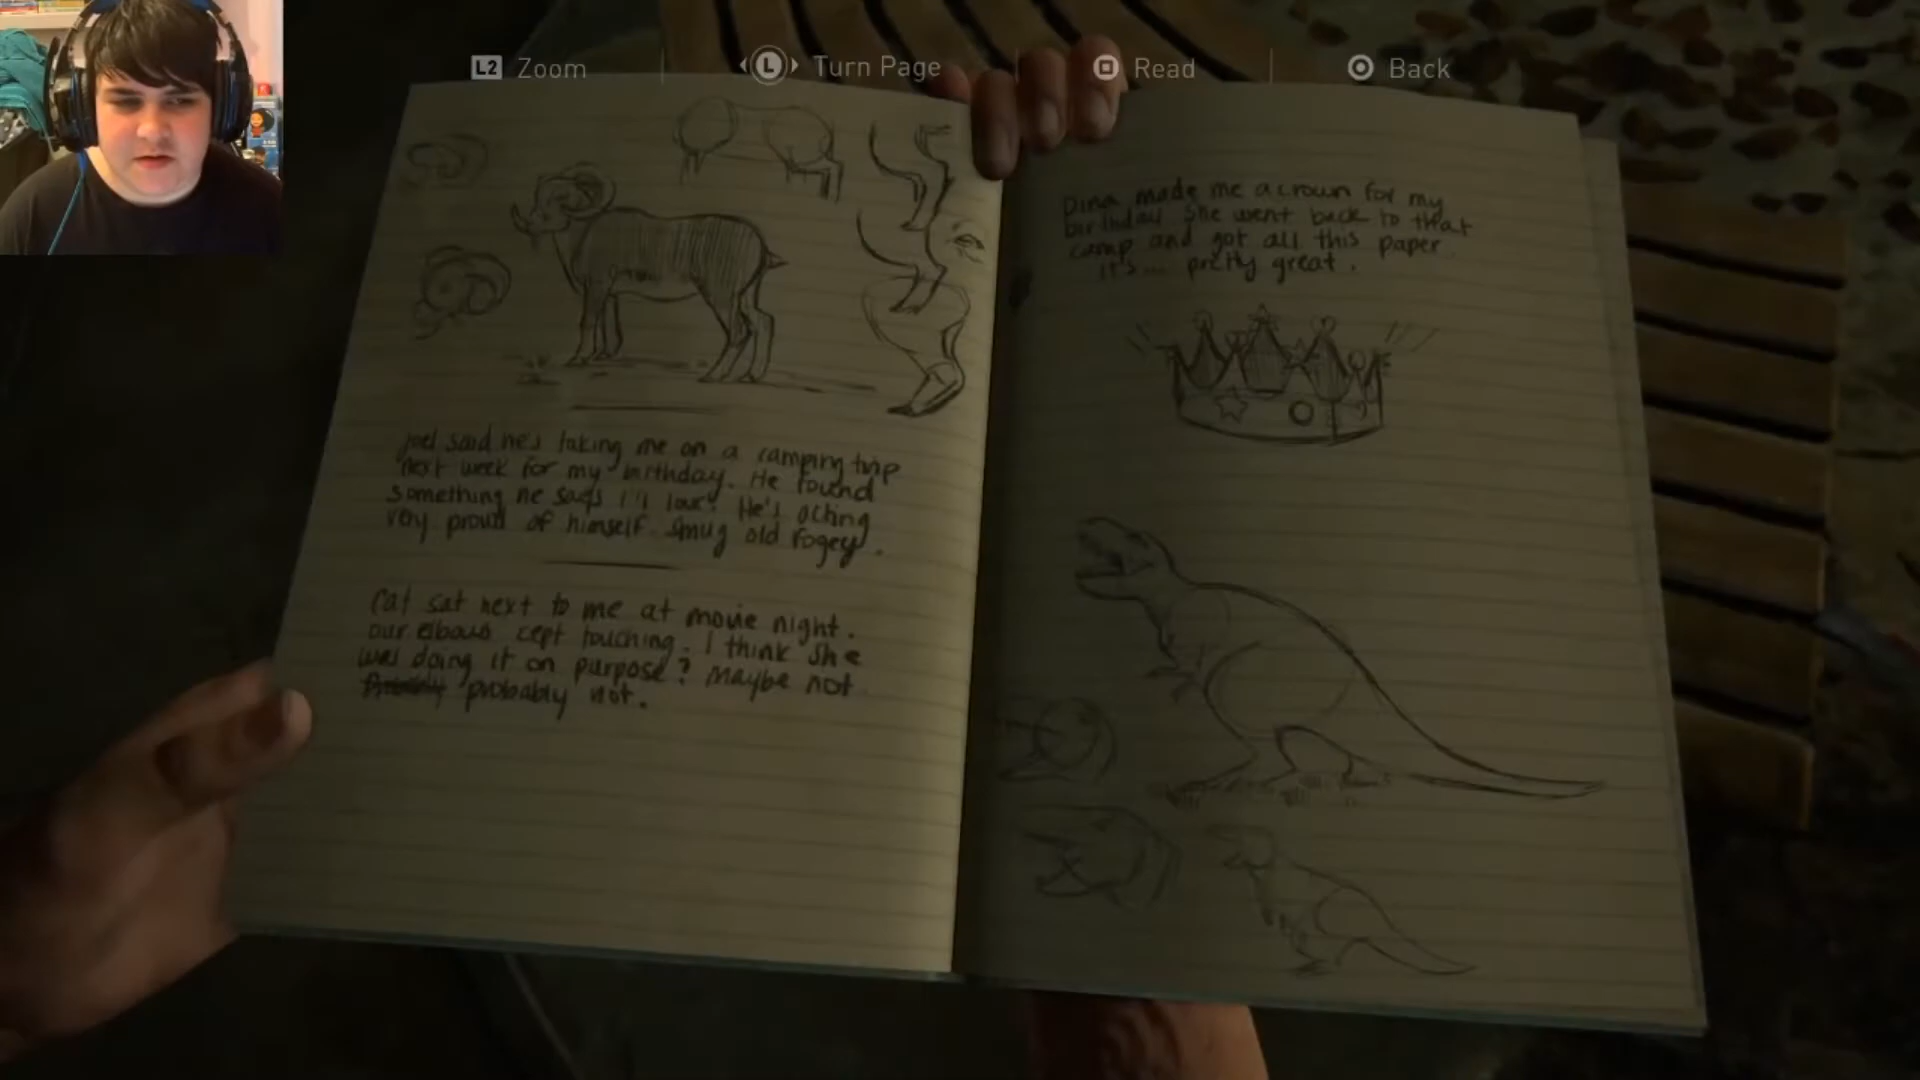 L2 Zoom
L Turn Page
Read
Back
Joel said he's taking me on a camping trip
next week for my birthday. He found
something he says I'll love. He's acting
very proud of himself. Smug old fogey.
Cat sat next to me at movie night.
our elbows kept touching. I think she
was doing it on purpose? Maybe not
probably not.
Dina made me a crown for my
birthday. She went back to that
camp and got all this paper.
It's... pretty great.